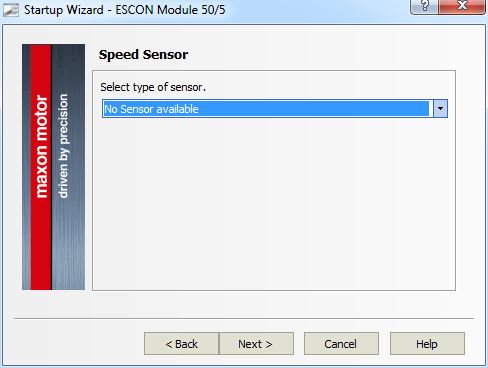 Startup Wizard - ESCON Module 50/5
?
Speed Sensor
Select type of sensor.
No Sensor available
maxon motor
driven by precision
< Back
Next >
Cancel
Help